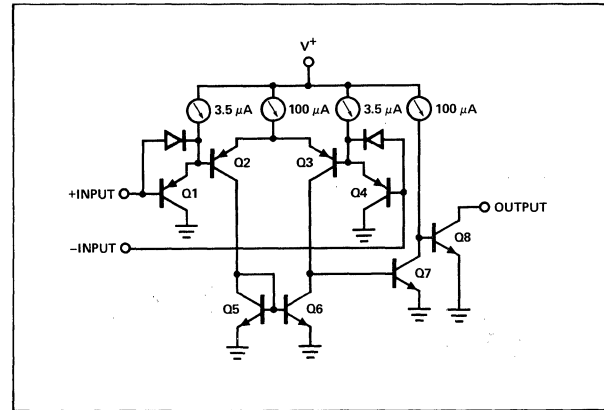 V+
3.5 μA
100 μA
3.5 μA
100 μA
Q2
Q3
+INPUT
Q1
Q4
OUTPUT
Q8
-INPUT
Q7
Q5
Q6